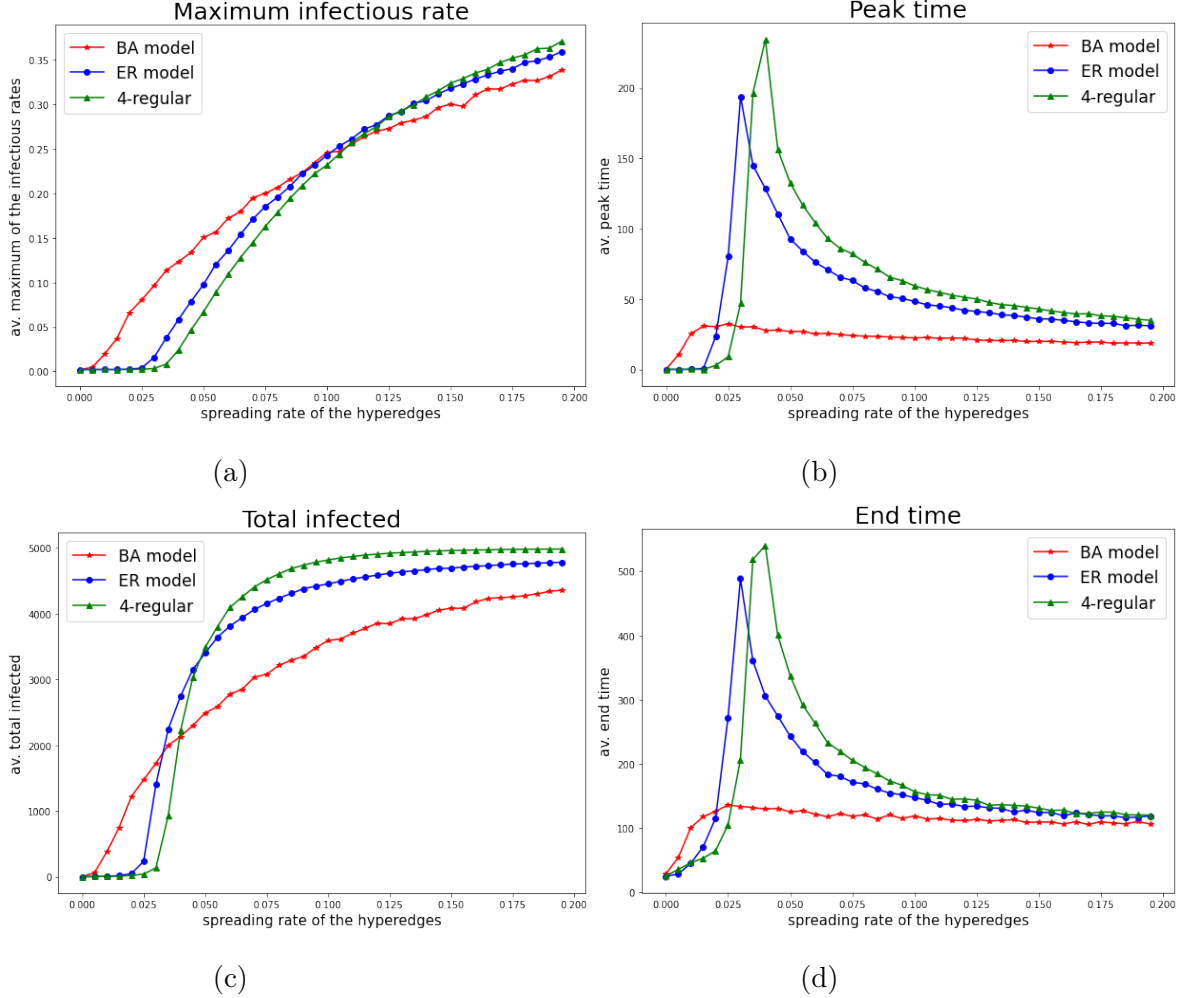 Maximum infectious rate
BA model
ER model
4-regular
av. maximum of the infectious rates
0.35
0.30
0.25
0.20
0.15
0.10
0.05
0.00
0.000 0.025 0.050 0.075 0.100 0.125 0.150 0.175 0.200
spreading rate of the hyperedges
(a)
Peak time
BA model
ER model
4-regular
av. peak time
200
150
100
50
0
0.000 0.025 0.050 0.075 0.100 0.125 0.150 0.175 0.200
spreading rate of the hyperedges
(b)
Total infected
BA model
ER model
4-regular
av. total infected
5000
4000
3000
2000
1000
0
0.000 0.025 0.050 0.075 0.100 0.125 0.150 0.175 0.200
spreading rate of the hyperedges
(c)
End time
BA model
ER model
4-regular
av. end time
500
400
300
200
100
0
0.000 0.025 0.050 0.075 0.100 0.125 0.150 0.175 0.200
spreading rate of the hyperedges
(d)